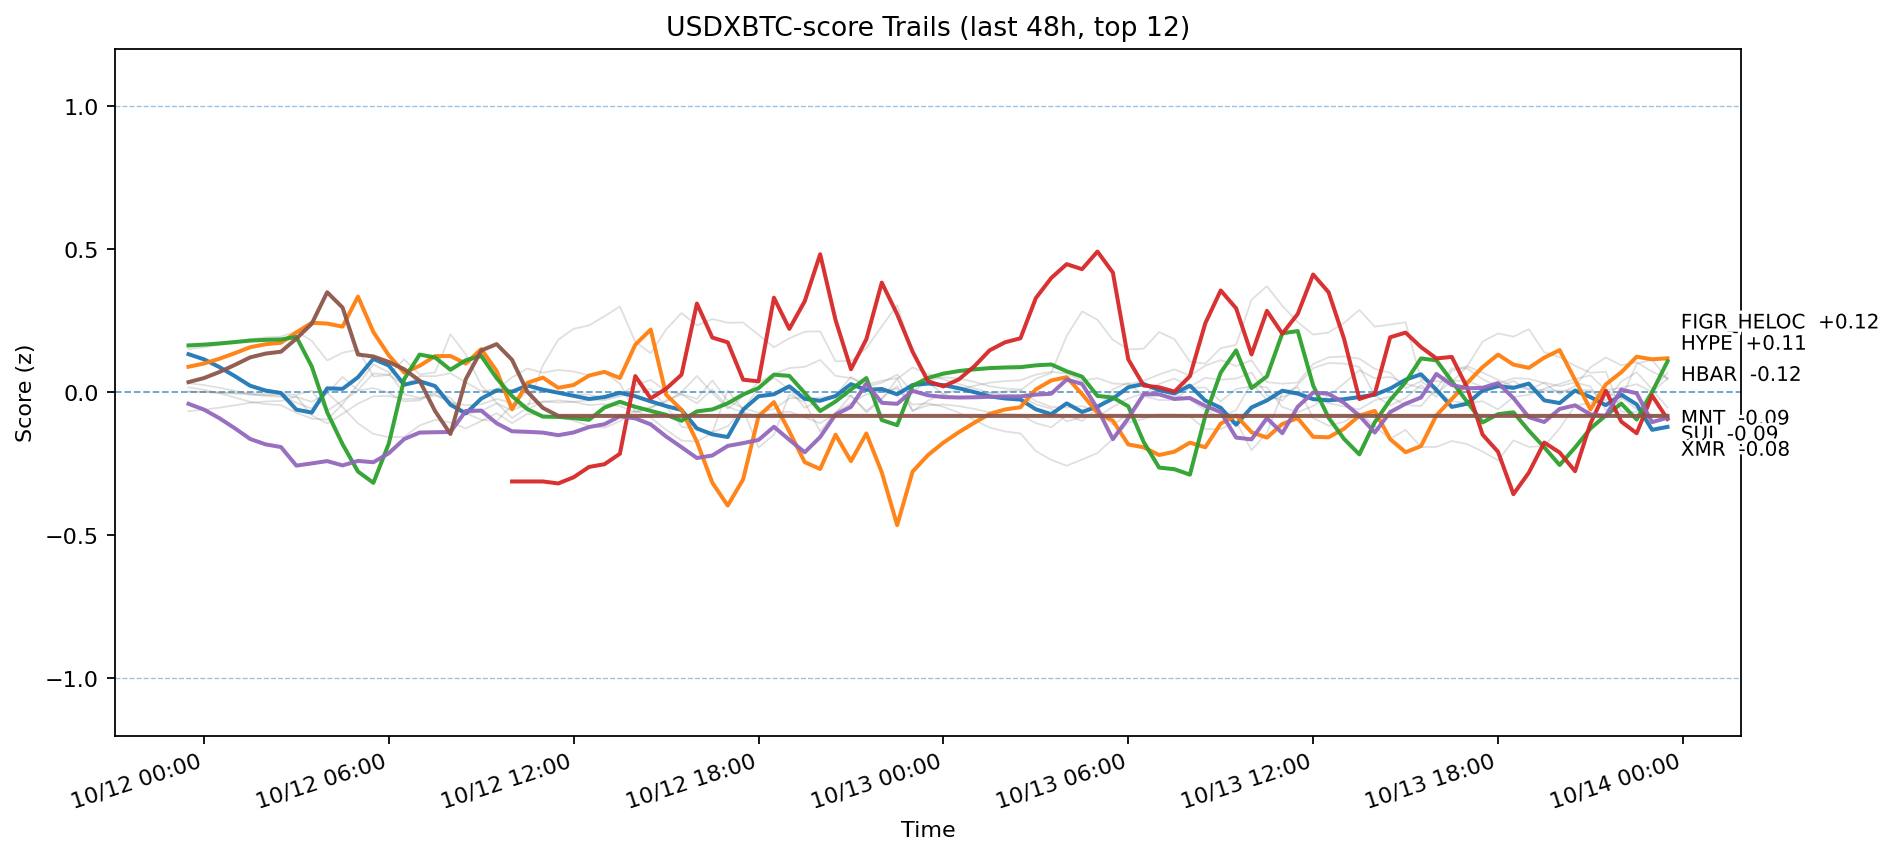 USDXBTC-score Trails (last 48h, top 12)
Score (z)
1.0
0.5
0.0
−0.5
−1.0
FIGR_HELOC +0.12
HYPE +0.11
HBAR -0.12
MNT -0.09
SUI -0.09
XMR -0.08
10/12 00:00
10/12 06:00
10/12 12:00
10/12 18:00
10/13 00:00
10/13 06:00
10/13 12:00
10/13 18:00
10/14 00:00
Time